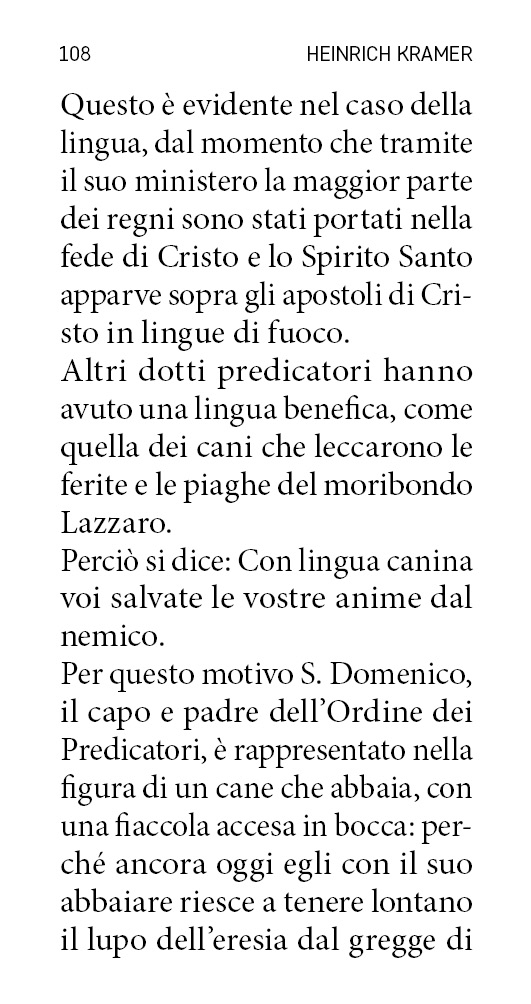 108 HEINRICH KRAMER
Questo è evidente nel caso della
lingua, dal momento che tramite
il suo ministero la maggior parte
dei regni sono stati portati nella
fede di Cristo e lo Spirito Santo
apparve sopra gli apostoli di Cri-
sto in lingue di fuoco.
Altri dotti predicatori hanno
avuto una lingua benefica, come
quella dei cani che leccarono le
ferite e le piaghe del moribondo
Lazzaro.
Perciò si dice: Con lingua canina
voi salvate le vostre anime dal
nemico.
Per questo motivo S. Domenico,
il capo e padre dell’Ordine dei
Predicatori, è rappresentato nella
figura di un cane che abbaia, con
una fiaccola accesa in bocca: per-
ché ancora oggi egli con il suo
abbaiare riesce a tenere lontano
il lupo dell’eresia dal gregge di